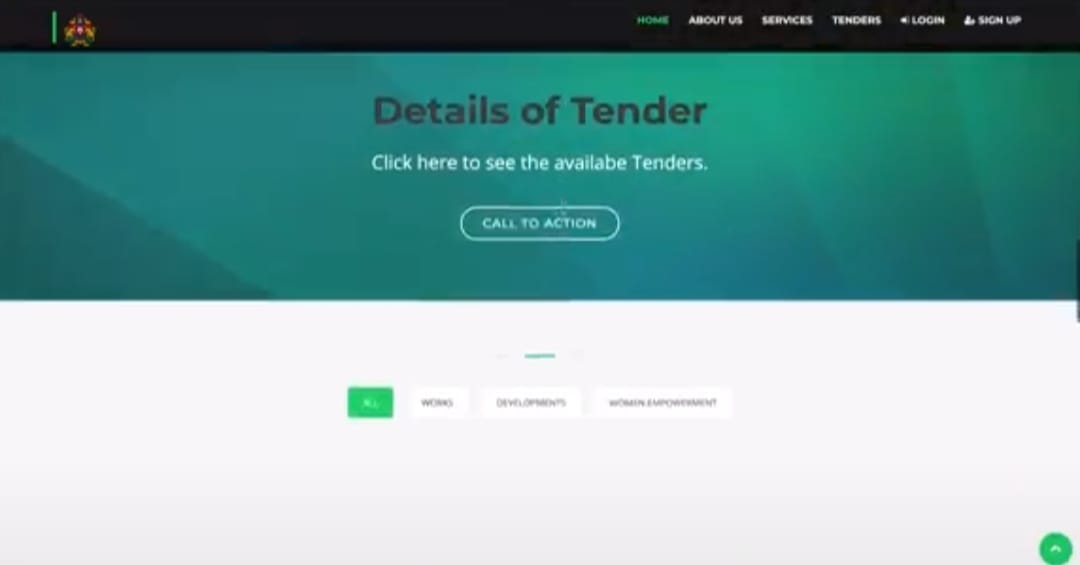 HOME ABOUT US SERVICES TENDERS LOGIN SIGN UP
Details of Tender
Click here to see the availabe Tenders.
CALL TO ACTION
ALL WORKS DEVELOPMENTS WOMEN EMPOWERMENT